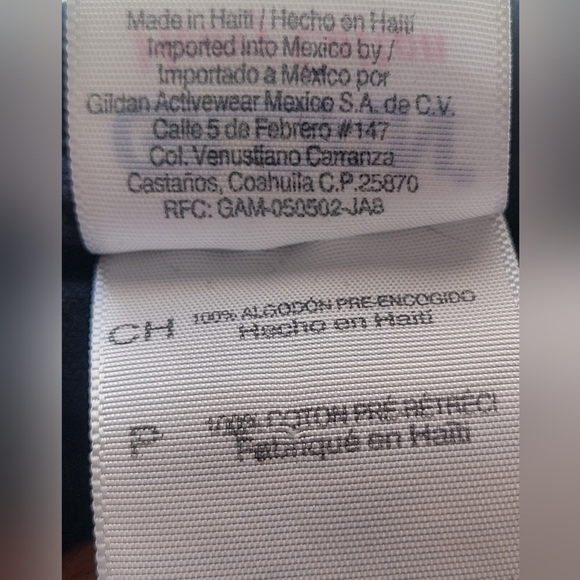 Made in Haiti / Hecho en Haití
Imported into Mexico by /
Importado a México por
Gildan Activewear Mexico S.A. de C.V.
Calle 5 de Febrero #147
Col. Venustiano Carranza
Castaños, Coahuila C.P.25870
RFC: GAM-050502-JA8
CH 100% ALGODÓN PRE-ENCOGIDO
Hecho en Haití
P 100% COTON PRÉ-RÉTRÉCI
Fabriqué en Haïti